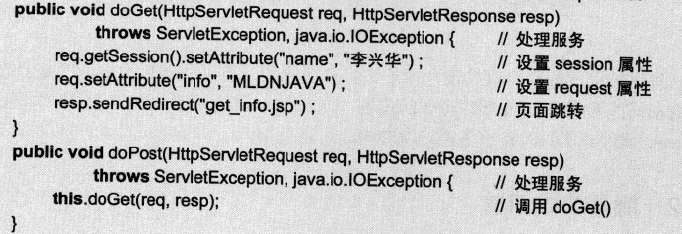 public void doGet(HttpServletRequest req, HttpServletResponse resp)
throws ServletException, java.io.IOException { // 处理服务
req.getSession().setAttribute("name", "李兴华") ; // 设置 session 属性
req.setAttribute("info", "MLDNJAVA") ; // 设置 request 属性
resp.sendRedirect("get_info.jsp") ; // 页面跳转
}
public void doPost(HttpServletRequest req, HttpServletResponse resp)
throws ServletException, java.io.IOException { // 处理服务
this.doGet(req, resp); // 调用 doGet()
}